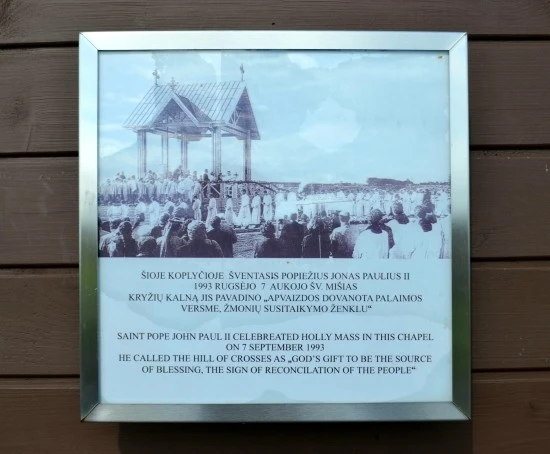 ŠIOJE KOPLYČIOJE ŠVENTASIS POPIEŽIUS JONAS PAULIUS II
1993 RUGSĖJO 7 AUKOJO ŠV. MIŠIAS
KRYŽIŲ KALNĄ JIS PAVADINO „APVAIZDOS DOVANOTA PALAIMOS
VERSME, ŽMONIŲ SUSITAIKYMO ŽENKLU“
SAINT POPE JOHN PAUL II CELEBREATED HOLLY MASS IN THIS CHAPEL
ON 7 SEPTEMBER 1993
HE CALLED THE HILL OF CROSSES AS „GOD'S GIFT TO BE THE SOURCE
OF BLESSING, THE SIGN OF RECONCILATION OF THE PEOPLE“